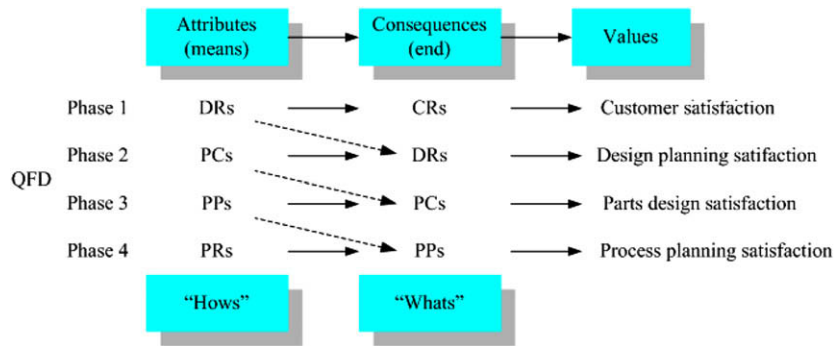 Attributes
(means)
Consequences
(end)
Values
Phase 1 DRs CRs Customer satisfaction
Phase 2 PCs DRs Design planning satifaction
QFD
Phase 3 PPs PCs Parts design satisfaction
Phase 4 PRs PPs Process planning satisfaction
“Hows” “Whats”